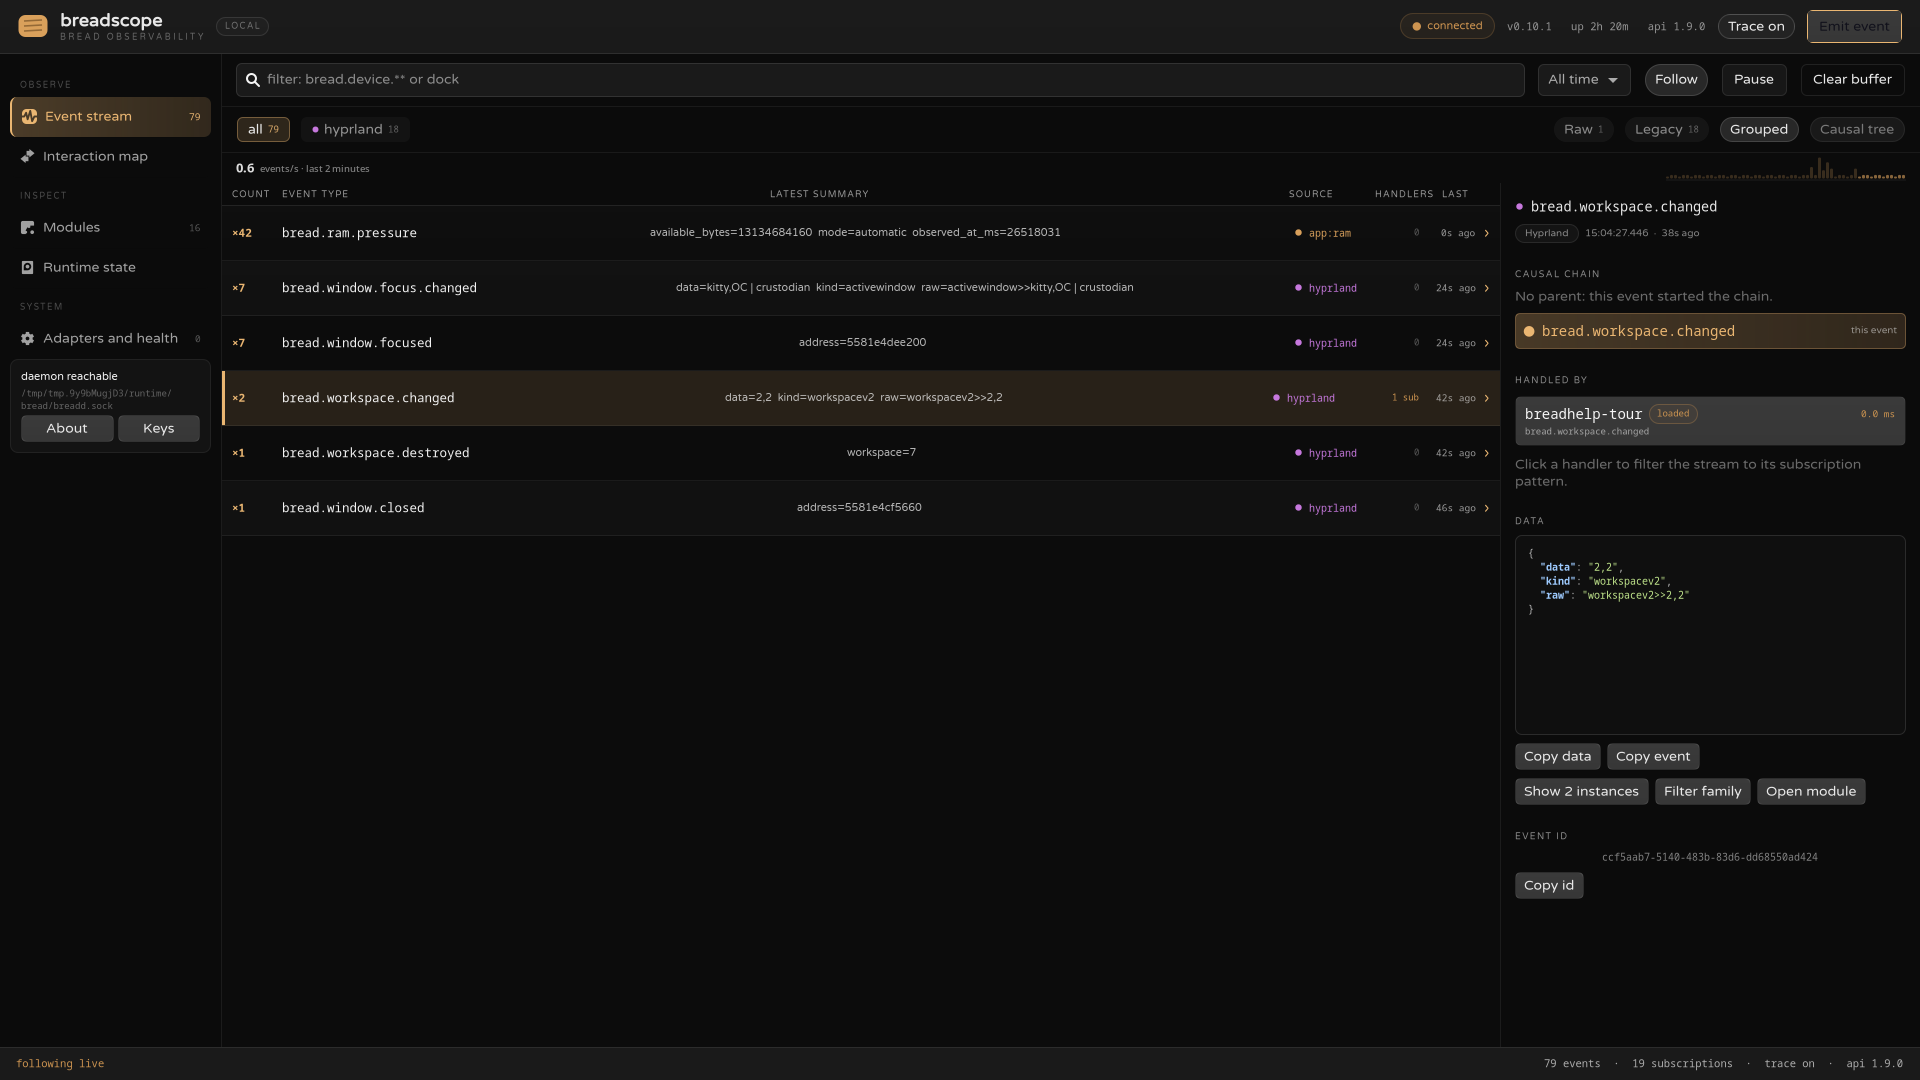 breadscope
BREAD OBSERVABILITY
LOCAL
connected
v0.10.1
up 2h 20m
api 1.9.0
Trace on
Emit event
OBSERVE
Event stream 79
Interaction map
INSPECT
Modules 16
Runtime state
SYSTEM
Adapters and health 0
daemon reachable
/tmp/tmp.9y9bMugjD3/runtime/
bread/breadd.sock
About
Keys
filter: bread.device.** or dock
All time
Follow
Pause
Clear buffer
all 79
hyprland 18
Raw 1
Legacy 18
Grouped
Causal tree
0.6 events/s · last 2 minutes
COUNT EVENT TYPE LATEST SUMMARY SOURCE HANDLERS LAST
×42 bread.ram.pressure available_bytes=13134684160 mode=automatic observed_at_ms=26518031 app:ram 0 0s ago ›
×7 bread.window.focus.changed data=kitty,OC | crustodian kind=activewindow raw=activewindow>>kitty,OC | crustodian hyprland 0 24s ago ›
×7 bread.window.focused address=5581e4dee200 hyprland 0 24s ago ›
×2 bread.workspace.changed data=2,2 kind=workspacev2 raw=workspacev2>>2,2 hyprland 1 sub 42s ago ›
×1 bread.workspace.destroyed workspace=7 hyprland 0 42s ago ›
×1 bread.window.closed address=5581e4cf5660 hyprland 0 46s ago ›
bread.workspace.changed
Hyprland 15:04:27.446 · 38s ago
CAUSAL CHAIN
No parent: this event started the chain.
bread.workspace.changed this event
HANDLED BY
breadhelp-tour loaded 0.0 ms
bread.workspace.changed
Click a handler to filter the stream to its subscription
pattern.
DATA
{
"data": "2,2",
"kind": "workspacev2",
"raw": "workspacev2>>2,2"
}
Copy data
Copy event
Show 2 instances
Filter family
Open module
EVENT ID
ccf5aab7-5140-483b-83d6-dd68550ad424
Copy id
following live
79 events · 19 subscriptions · trace on · api 1.9.0